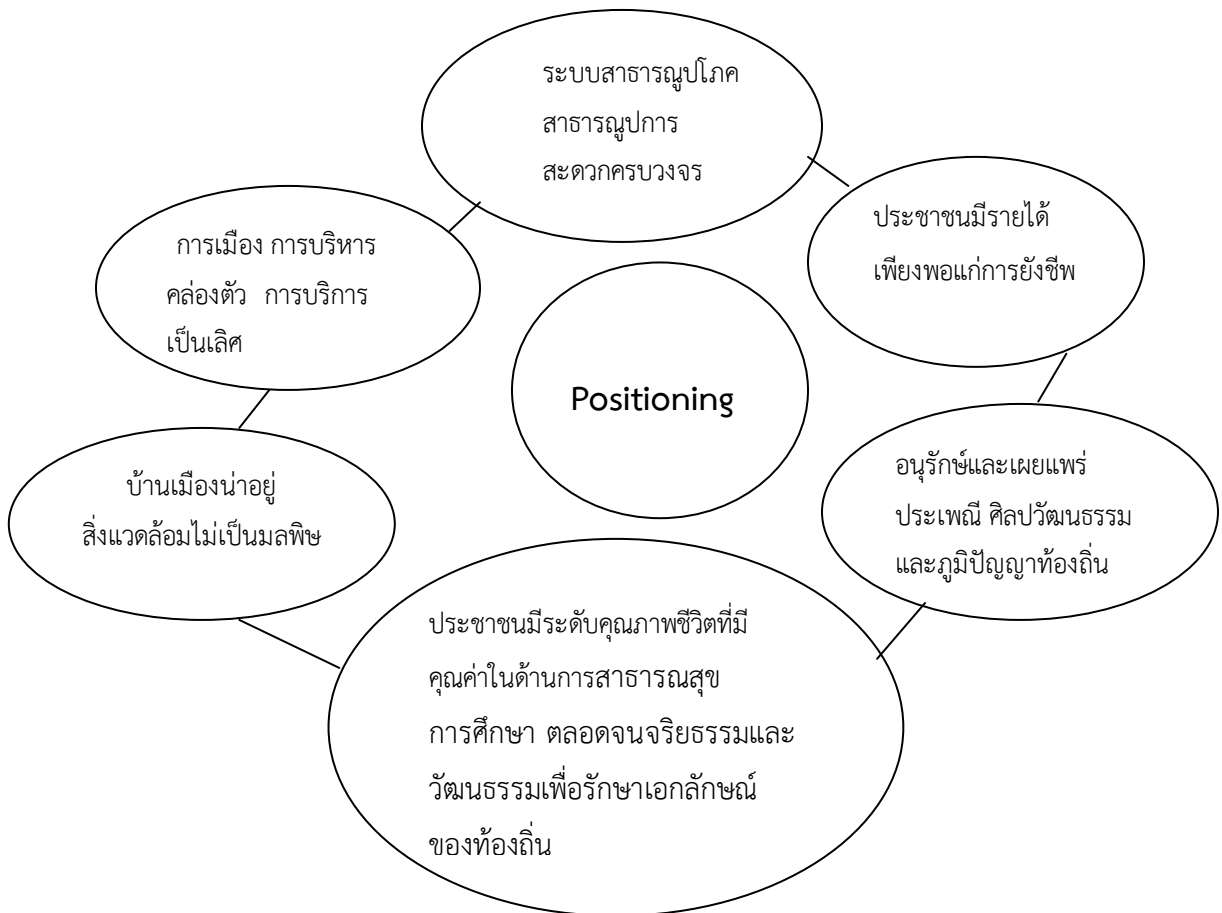 ระบบสาธารณูปโภค
สาธารณูปการ
สะดวกครบวงจร
ประชาชนมีรายได้
เพียงพอแก่การยังชีพ
การเมือง การบริหาร
คล่องตัว การบริการ
เป็นเลิศ
Positioning
อนุรักษ์และเผยแพร่
ประเพณี ศิลปวัฒนธรรม
และภูมิปัญญาท้องถิ่น
บ้านเมืองน่าอยู่
สิ่งแวดล้อมไม่เป็นมลพิษ
ประชาชนมีระดับคุณภาพชีวิตที่มี
คุณค่าในด้านการสาธารณสุข
การศึกษา ตลอดจนจริยธรรมและ
วัฒนธรรมเพื่อรักษาเอกลักษณ์
ของท้องถิ่น